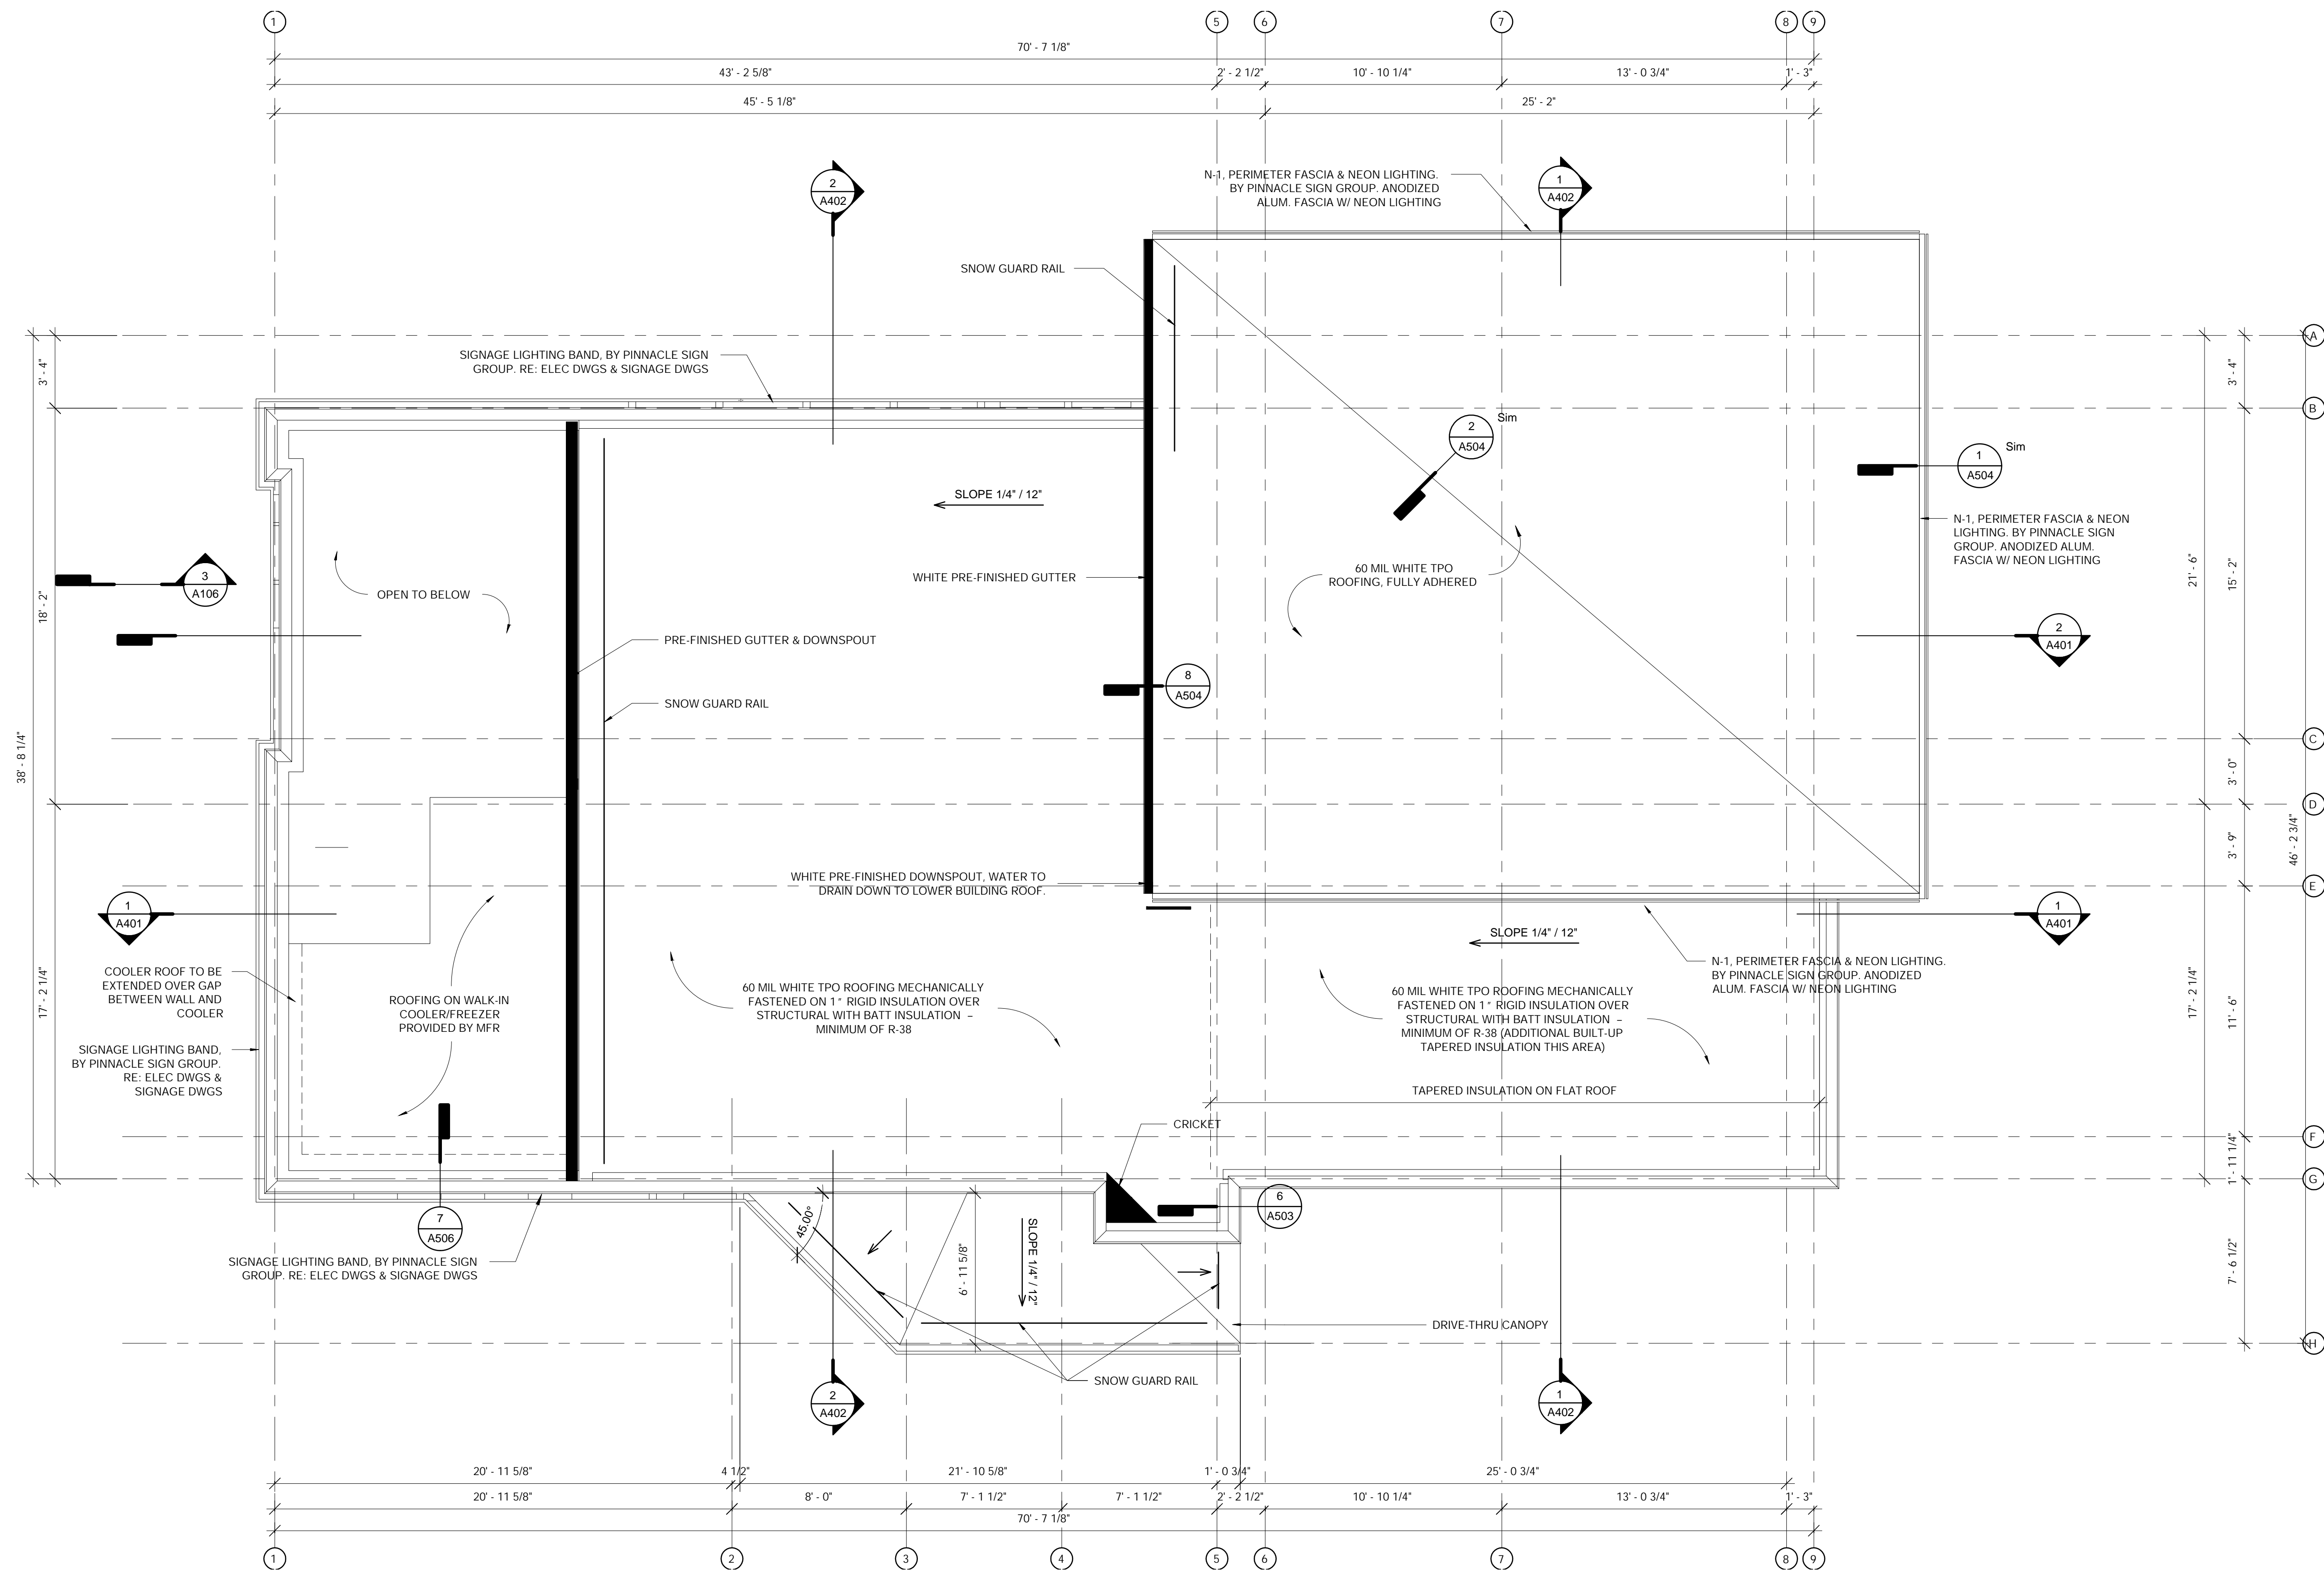 1
5
6
7
8
9
70' - 7 1/8"
43' - 2 5/8"
2' - 2 1/2"
10' - 10 1/4"
13' - 0 3/4"
1' - 3"
45' - 5 1/8"
25' - 2"
2
A402
N-1, PERIMETER FASCIA & NEON LIGHTING.
BY PINNACLE SIGN GROUP. ANODIZED
ALUM. FASCIA W/ NEON LIGHTING
1
A402
SNOW GUARD RAIL
A
3' - 4"
3' - 4"
SIGNAGE LIGHTING BAND, BY PINNACLE SIGN
GROUP. RE: ELEC DWGS & SIGNAGE DWGS
B
2
A504
Sim
1
A504
Sim
SLOPE 1/4" / 12"
N-1, PERIMETER FASCIA & NEON
LIGHTING. BY PINNACLE SIGN
GROUP. ANODIZED ALUM.
FASCIA W/ NEON LIGHTING
3
A106
OPEN TO BELOW
WHITE PRE-FINISHED GUTTER
60 MIL WHITE TPO
ROOFING, FULLY ADHERED
18' - 2"
21' - 6"
15' - 2"
PRE-FINISHED GUTTER & DOWNSPOUT
2
A401
8
A504
SNOW GUARD RAIL
38' - 8 1/4"
C
3' - 0"
D
3' - 9"
46' - 2 3/4"
WHITE PRE-FINISHED DOWNSPOUT, WATER TO
DRAIN DOWN TO LOWER BUILDING ROOF.
E
1
A401
1
A401
SLOPE 1/4" / 12"
N-1, PERIMETER FASCIA & NEON LIGHTING.
BY PINNACLE SIGN GROUP. ANODIZED
ALUM. FASCIA W/ NEON LIGHTING
COOLER ROOF TO BE
EXTENDED OVER GAP
BETWEEN WALL AND
COOLER
17' - 2 1/4"
17' - 2 1/4"
11' - 6"
ROOFING ON WALK-IN
COOLER/FREEZER
PROVIDED BY MFR
60 MIL WHITE TPO ROOFING MECHANICALLY
FASTENED ON 1" RIGID INSULATION OVER
STRUCTURAL WITH BATT INSULATION –
MINIMUM OF R-38
60 MIL WHITE TPO ROOFING MECHANICALLY
FASTENED ON 1" RIGID INSULATION OVER
STRUCTURAL WITH BATT INSULATION –
MINIMUM OF R-38 (ADDITIONAL BUILT-UP
TAPERED INSULATION THIS AREA)
SIGNAGE LIGHTING BAND,
BY PINNACLE SIGN GROUP.
RE: ELEC DWGS &
SIGNAGE DWGS
TAPERED INSULATION ON FLAT ROOF
CRICKET
F
1' - 11 1/4"
G
7
A506
6
A503
45.00°
6' - 11 5/8"
SLOPE 1/4" / 12"
7' - 6 1/2"
SIGNAGE LIGHTING BAND, BY PINNACLE SIGN
GROUP. RE: ELEC DWGS & SIGNAGE DWGS
DRIVE-THRU CANOPY
H
SNOW GUARD RAIL
2
A402
1
A402
20' - 11 5/8"
4 1/2"
21' - 10 5/8"
1' - 0 3/4"
25' - 0 3/4"
20' - 11 5/8"
8' - 0"
7' - 1 1/2"
7' - 1 1/2"
2' - 2 1/2"
10' - 10 1/4"
13' - 0 3/4"
1' - 3"
70' - 7 1/8"
1
2
3
4
5
6
7
8
9